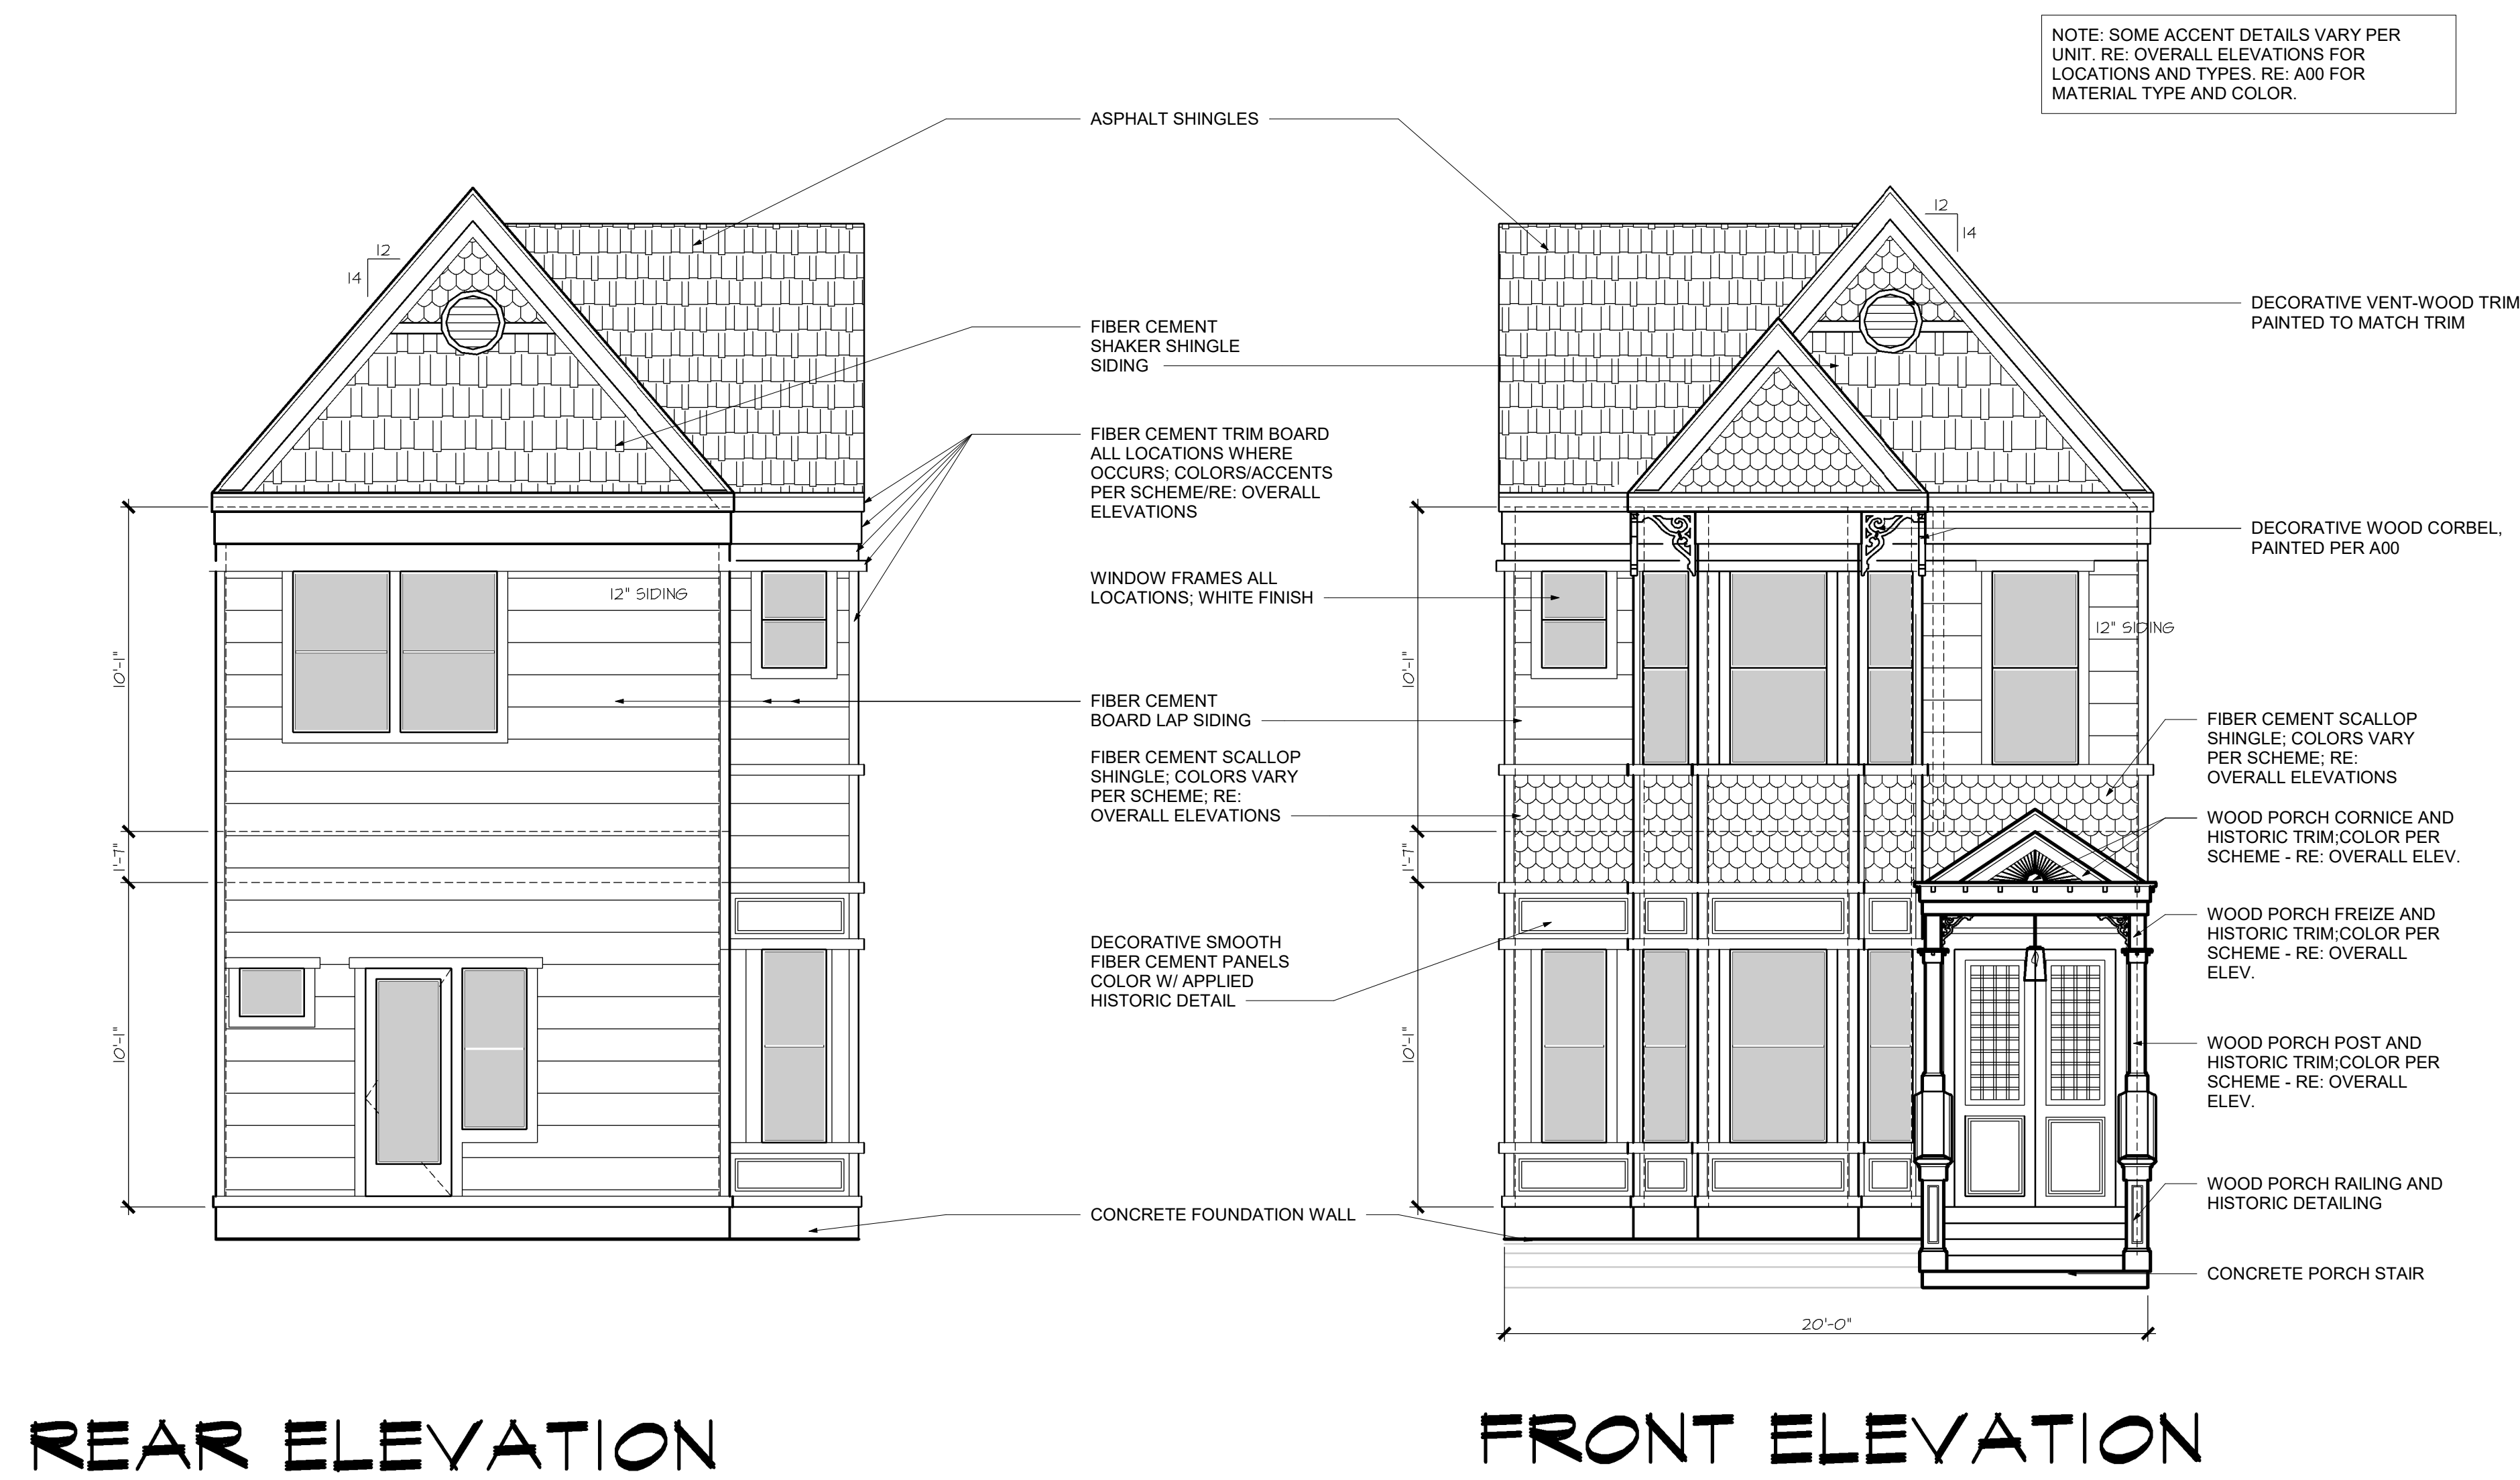 NOTE: SOME ACCENT DETAILS VARY PER
UNIT. RE: OVERALL ELEVATIONS FOR
LOCATIONS AND TYPES. RE: A00 FOR
MATERIAL TYPE AND COLOR.
ASPHALT SHINGLES
12
14
12
14
FIBER CEMENT
SHAKER SHINGLE
SIDING
DECORATIVE VENT-WOOD TRIM
PAINTED TO MATCH TRIM
FIBER CEMENT TRIM BOARD
ALL LOCATIONS WHERE
OCCURS; COLORS/ACCENTS
PER SCHEME/RE: OVERALL
ELEVATIONS
DECORATIVE WOOD CORBEL,
PAINTED PER A00
WINDOW FRAMES ALL
LOCATIONS; WHITE FINISH
12" SIDING
12" SIDING
10'-1"
10'-1"
FIBER CEMENT
BOARD LAP SIDING
FIBER CEMENT SCALLOP
SHINGLE; COLORS VARY
PER SCHEME; RE:
OVERALL ELEVATIONS
FIBER CEMENT SCALLOP
SHINGLE; COLORS VARY
PER SCHEME; RE:
OVERALL ELEVATIONS
1'-7"
1'-7"
WOOD PORCH CORNICE AND
HISTORIC TRIM;COLOR PER
SCHEME - RE: OVERALL ELEV.
DECORATIVE SMOOTH
FIBER CEMENT PANELS
COLOR W/ APPLIED
HISTORIC DETAIL
WOOD PORCH FREIZE AND
HISTORIC TRIM;COLOR PER
SCHEME - RE: OVERALL
ELEV.
10'-1"
10'-1"
WOOD PORCH POST AND
HISTORIC TRIM;COLOR PER
SCHEME - RE: OVERALL
ELEV.
WOOD PORCH RAILING AND
HISTORIC DETAILING
CONCRETE FOUNDATION WALL
CONCRETE PORCH STAIR
20'-0"
REAR ELEVATION
FRONT ELEVATION